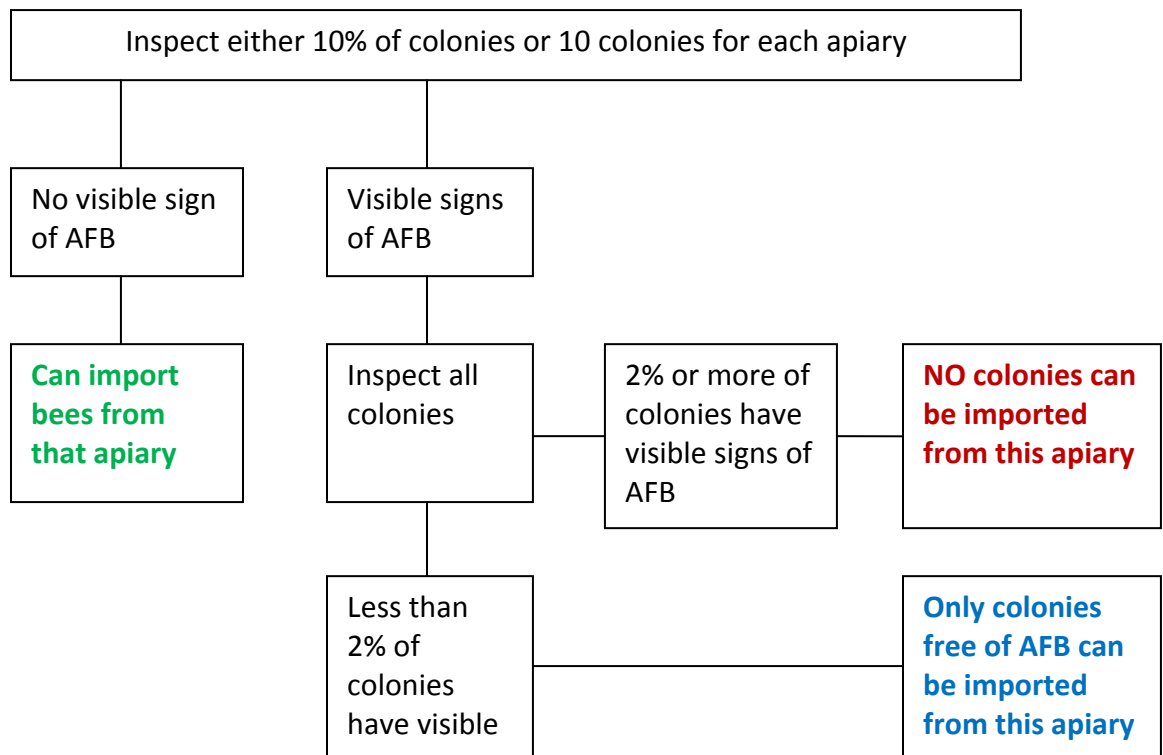 Inspect either 10% of colonies or 10 colonies for each apiary
No visible sign
of AFB
Visible signs
of AFB
Can import
bees from
that apiary
Inspect all
colonies
2% or more of
colonies have
visible signs of
AFB
NO colonies can
be imported
from this apiary
Less than
2% of
colonies
have visible
Only colonies
free of AFB can
be imported
from this apiary